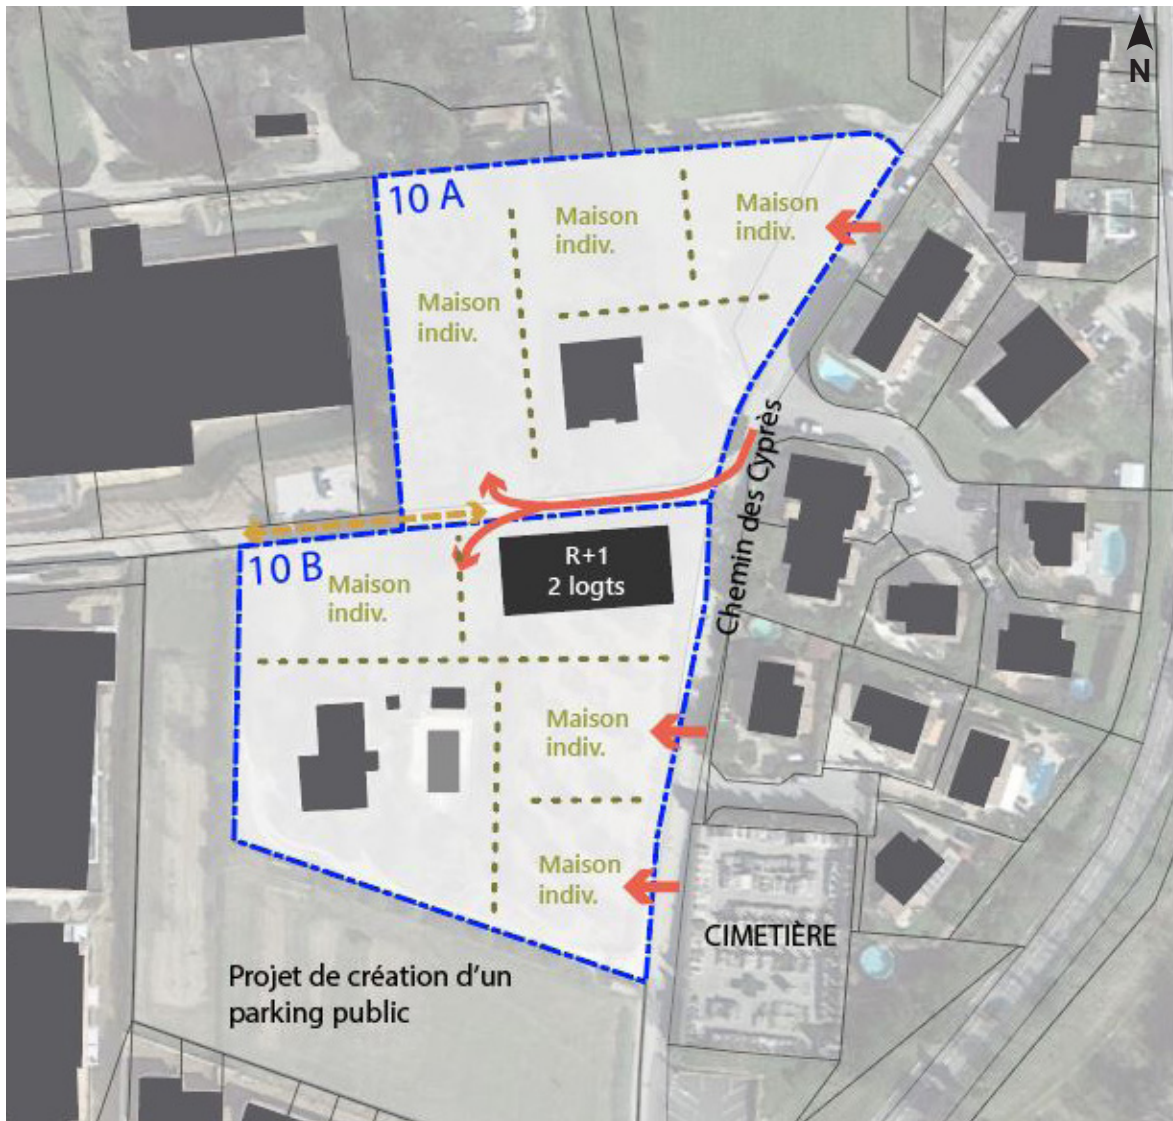 N
10 A
Maison
indiv.
Maison
indiv.
Maison
indiv.
Chemin des Cyprès
10 B
R+1
2 logts
Maison
indiv.
Maison
indiv.
Maison
indiv.
CIMETIÈRE
Projet de création d'un
parking public